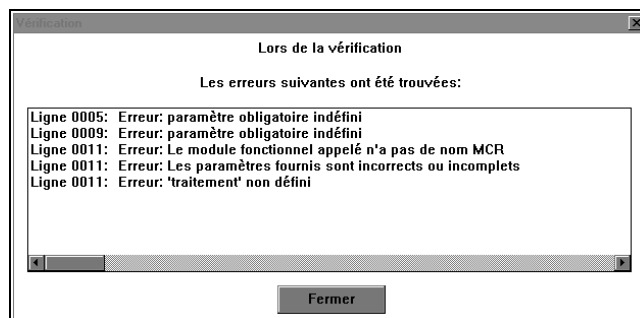 Vérification
Lors de la vérification
Les erreurs suivantes ont été trouvées:
Ligne 0005: Erreur: paramètre obligatoire indéfini
Ligne 0009: Erreur: paramètre obligatoire indéfini
Ligne 0011: Erreur: Le module fonctionnel appelé n'a pas de nom MCR
Ligne 0011: Erreur: Les paramètres fournis sont incorrects ou incomplets
Ligne 0011: Erreur: 'traitement' non défini
Fermer